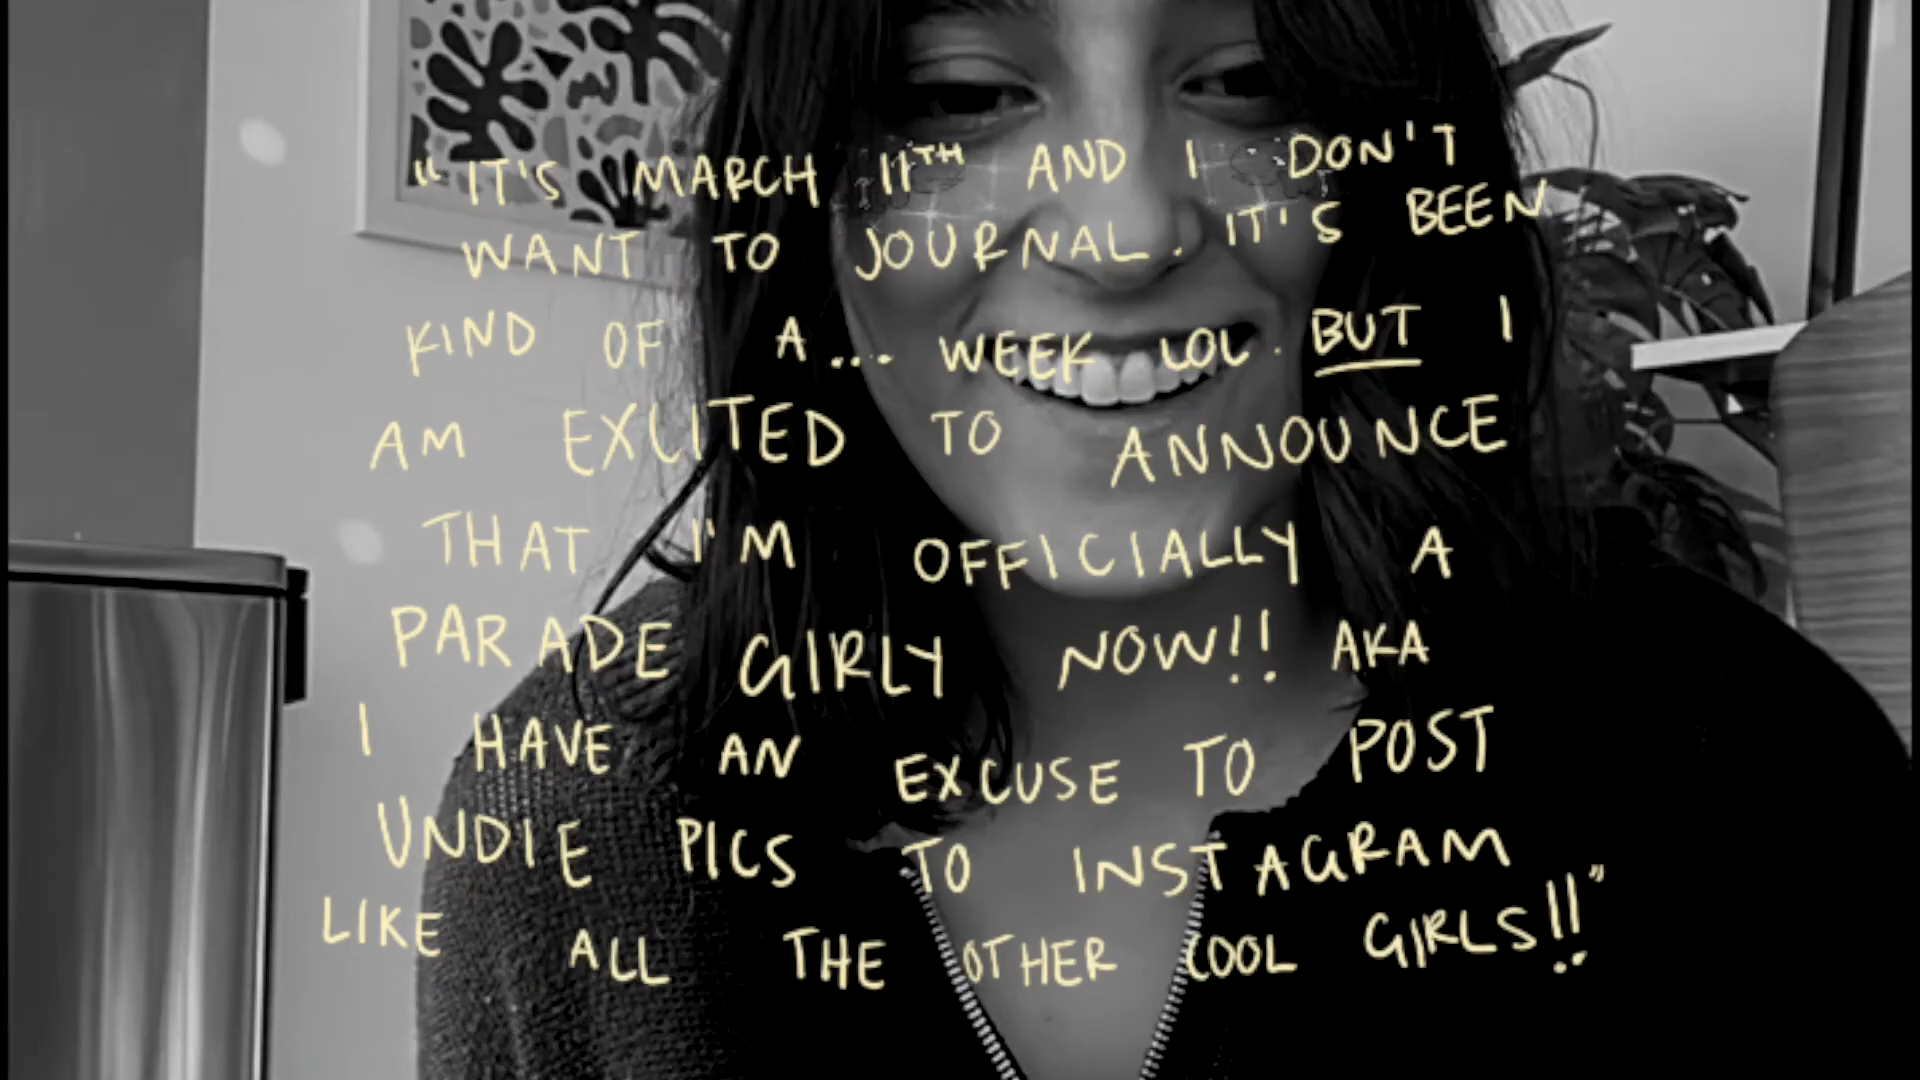 “IT'S MARCH 11TH AND I DON'T
WANT TO JOURNAL. IT'S BEEN
KIND OF A... WEEK LOL. BUT I
AM EXCITED TO ANNOUNCE
THAT I'M OFFICIALLY A
PARADE GIRLY NOW!! AKA
I HAVE AN EXCUSE TO POST
UNDIE PICS TO INSTAGRAM
LIKE ALL THE OTHER COOL GIRLS!!”